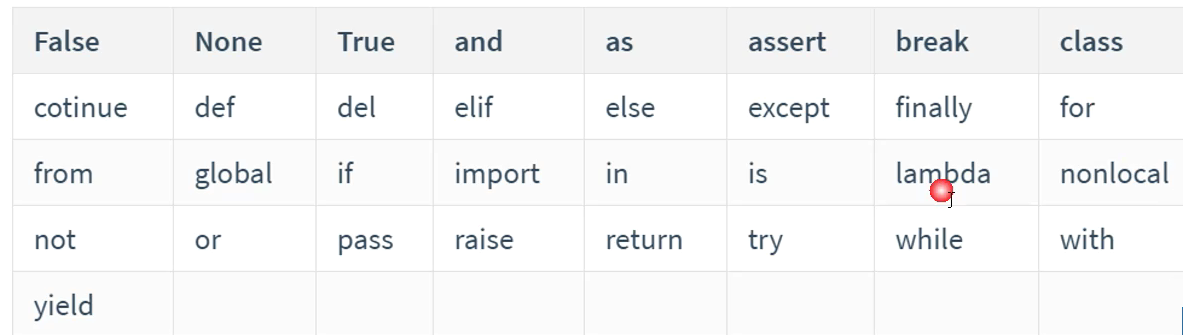 False None True and as assert break class
cotinue def del elif else except finally for
from global if import in is lambda nonlocal
not or pass raise return try while with
yield